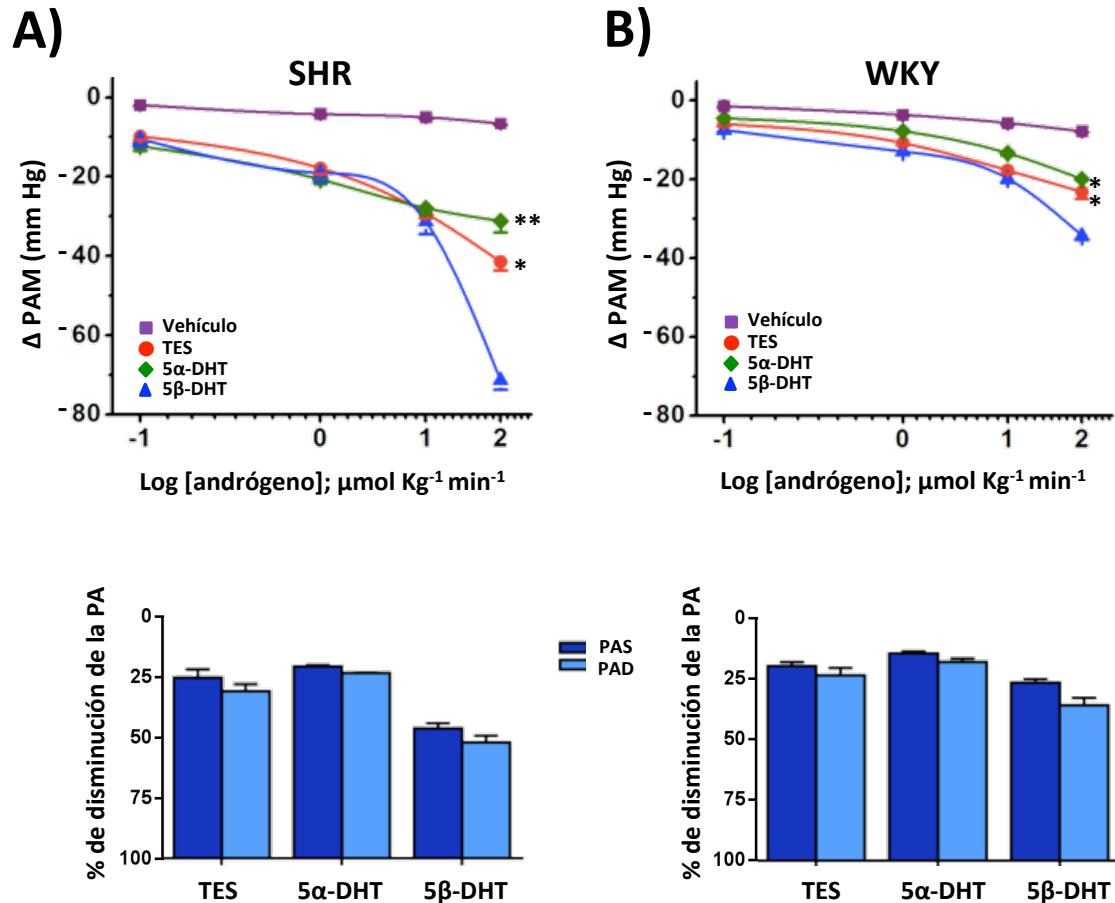 A)
SHR
Δ PAM (mm Hg)
0
-20
-40
-60
-80
**
*
Vehículo
TES
5α-DHT
5β-DHT
-1 0 1 2
Log [andrógeno]; µmol Kg⁻¹ min⁻¹
B)
WKY
Δ PAM (mm Hg)
0
-20
-40
-60
-80
*
*
Vehículo
TES
5α-DHT
5β-DHT
-1 0 1 2
Log [andrógeno]; µmol Kg⁻¹ min⁻¹
% de disminución de la PA
0
25
50
75
100
TES 5α-DHT 5β-DHT
PAS
PAD
% de disminución de la PA
0
25
50
75
100
TES 5α-DHT 5β-DHT